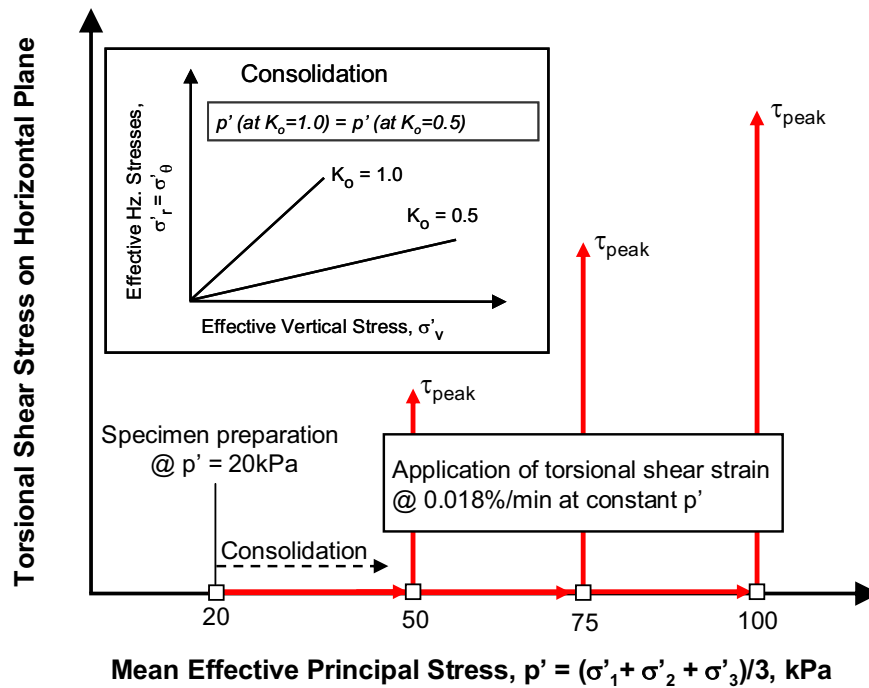 Torsional Shear Stress on Horizontal Plane
Consolidation
p' (at Kₒ=1.0) = p' (at Kₒ=0.5)
Effective Hz. Stresses,
σ'ᵣ = σ'θ
Kₒ = 1.0
Kₒ = 0.5
Effective Vertical Stress, σ'ᵥ
τpeak
τpeak
τpeak
Specimen preparation
@ p' = 20kPa
Application of torsional shear strain
@ 0.018%/min at constant p'
Consolidation
20
50
75
100
Mean Effective Principal Stress, p' = (σ'₁+ σ'₂ + σ'₃)/3, kPa